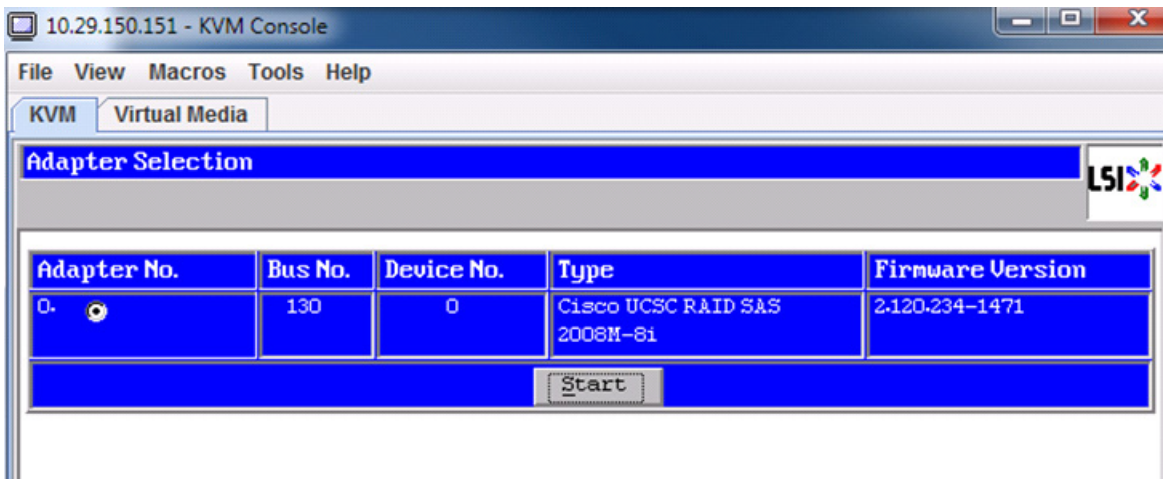 10.29.150.151 - KVM Console
File View Macros Tools Help
KVM Virtual Media
Adapter Selection
LSI
Adapter No. Bus No. Device No. Type Firmware Version
0. 130 0 Cisco UCSC RAID SAS 2.120.234-1471
2008M-8i
Start